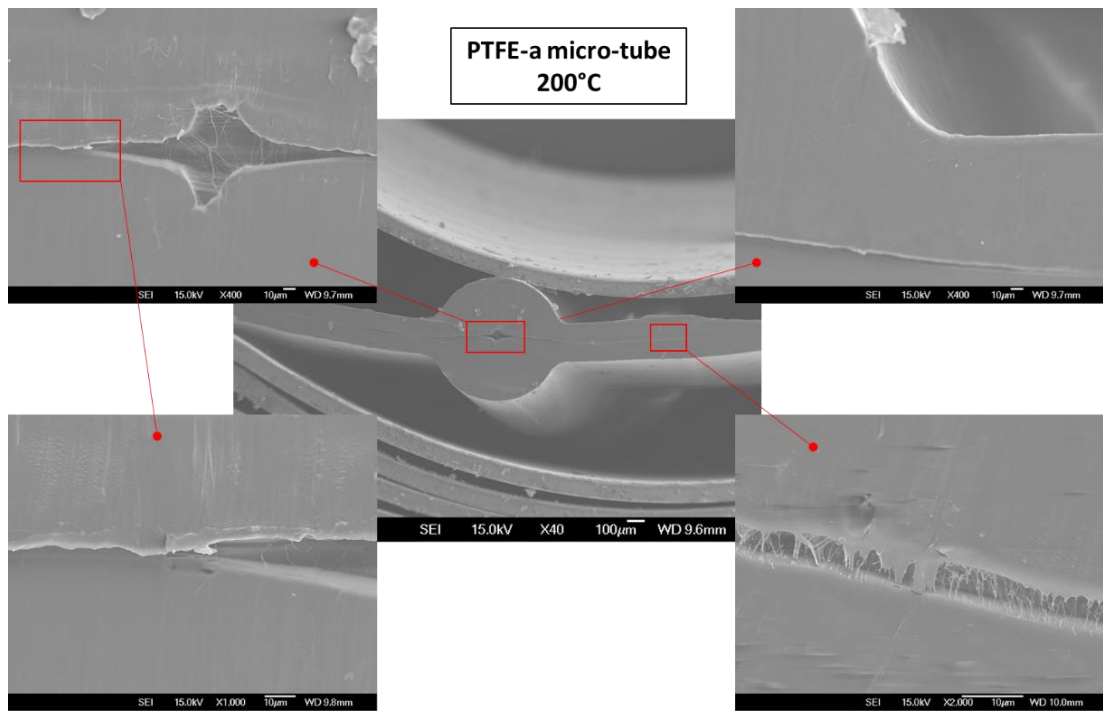 PTFE-a micro-tube
200°C
SEI 15.0kV X400 10µm WD 9.7mm
SEI 15.0kV X400 10µm WD 9.7mm
SEI 15.0kV X40 100µm WD 9.6mm
SEI 15.0kV X1,000 10µm WD 9.8mm
SEI 15.0kV X2,000 10µm WD 10.0mm